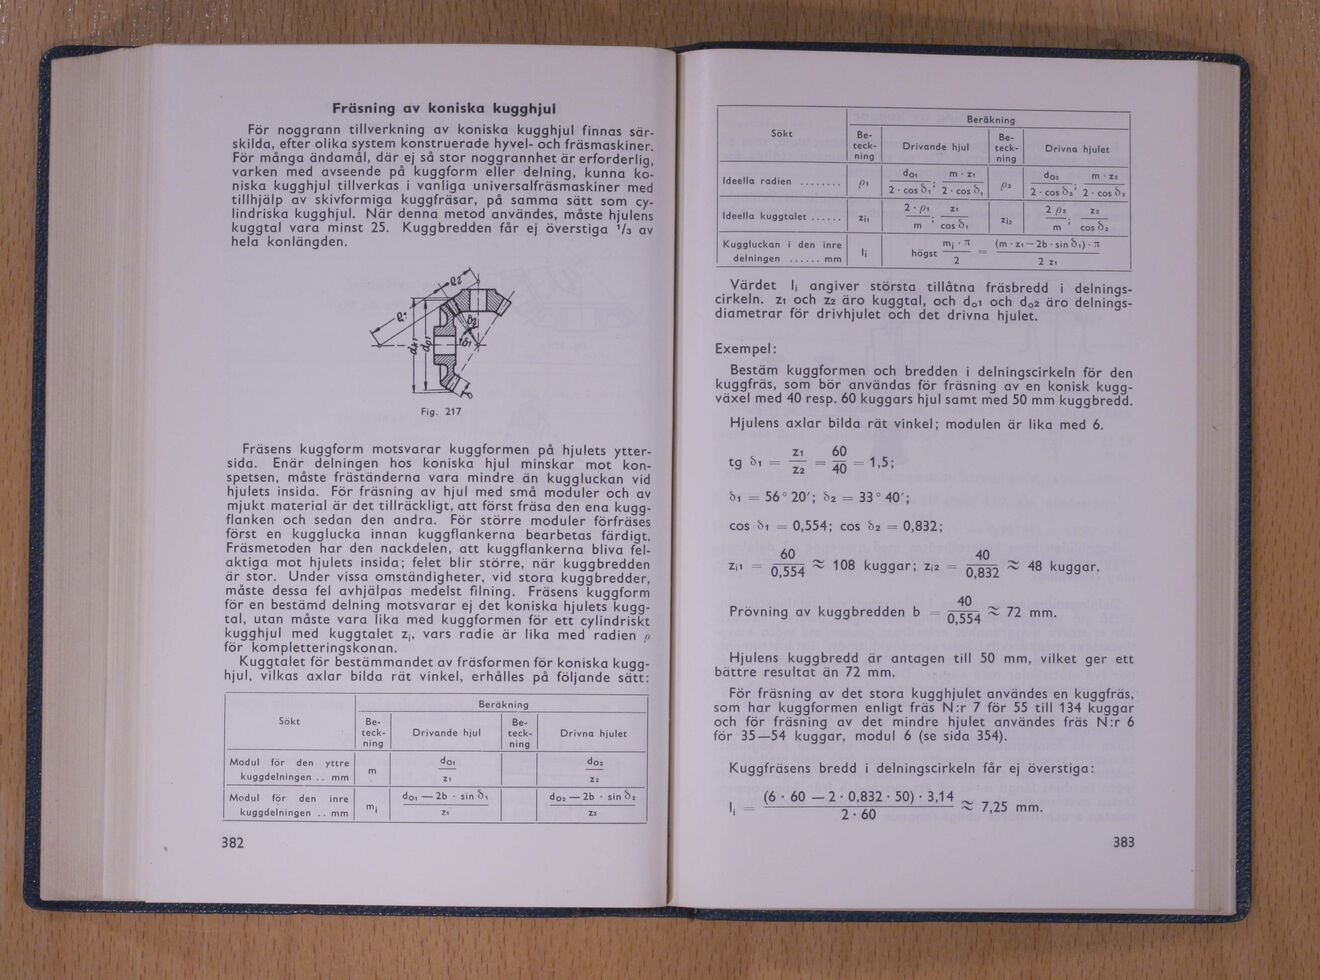 Fräsning av koniska kugghjul
För noggrann tillverkning av koniska kugghjul finnas sär-
skilda, efter olika system konstruerade hyvel- och fräsmaskiner.
För många ändamål, där ej så stor noggrannhet är erforderlig,
varken med avseende på kuggform eller delning, kunna ko-
niska kugghjul tillverkas i vanliga universalfräsmaskiner med
tillhjälp av skivformiga kuggfräsar, på samma sätt som cy-
lindriska kugghjul. När denna metod användes, måste hjulens
kuggtal vara minst 25. Kuggbredden får ej överstiga 1/3 av
hela konlängden.
ϱ2
ϱ1
δ2
δ1
dk1
d01
b
Fig. 217
Fräsens kuggform motsvarar kuggformen på hjulets ytter-
sida. Enär delningen hos koniska hjul minskar mot kon-
spetsen, måste fräständerna vara mindre än kuggluckan vid
hjulets insida. För fräsning av hjul med små moduler och av
mjukt material är det tillräckligt, att först fräsa den ena kugg-
flanken och sedan den andra. För större moduler förfräses
först en kugglucka innan kuggflankerna bearbetas färdigt.
Fräsmetoden har den nackdelen, att kuggflankerna bliva fel-
aktiga mot hjulets insida; felet blir större, när kuggbredden
är stor. Under vissa omständigheter, vid stora kuggbredder,
måste dessa fel avhjälpas medelst filning. Fräsens kuggform
för en bestämd delning motsvarar ej det koniska hjulets kugg-
tal, utan måste vara lika med kuggformen för ett cylindriskt
kugghjul med kuggtalet zi, vars radie är lika med radien ρ
för kompletteringskonan.
Kuggtalet för bestämmandet av fräsformen för koniska kugg-
hjul, vilkas axlar bilda rät vinkel, erhålles på följande sätt:
Sökt
Beräkning
Be-
teck-
ning
Drivande hjul
Be-
teck-
ning
Drivna hjulet
Modul för den yttre
kuggdelningen .. mm
m
d01
z1
d02
z2
Modul för den inre
kuggdelningen .. mm
mi
d01 — 2b · sin δ1
z1
d02 — 2b · sin δ2
z2
382
Sökt
Beräkning
Be-
teck-
ning
Drivande hjul
Be-
teck-
ning
Drivna hjulet
Ideella radien ........
ρ1
d01 m · z1
2 · cos δ1; 2 · cos δ1
ρ2
d02 m · z2
2 · cos δ2; 2 · cos δ2
Ideella kuggtalet ......
zi1
2 · ρ1 z1
m ; cos δ1
zi2
2 ρ2 z2
m ; cos δ2
Kuggluckan i den inre
delningen ...... mm
li
högst mi · π / 2 = (m · z1 — 2b · sin δ1) · π / 2 z1
Värdet li angiver största tillåtna fräsbredd i delnings-
cirkeln. z1 och z2 äro kuggtal, och d01 och d02 äro delnings-
diametrar för drivhjulet och det drivna hjulet.
Exempel:
Bestäm kuggformen och bredden i delningscirkeln för den
kuggfräs, som bör användas för fräsning av en konisk kugg-
växel med 40 resp. 60 kuggars hjul samt med 50 mm kuggbredd.
Hjulens axlar bilda rät vinkel; modulen är lika med 6.
tg δ1 = z1 / z2 = 60 / 40 = 1,5;
δ1 = 56° 20'; δ2 = 33° 40';
cos δ1 = 0,554; cos δ2 = 0,832;
zi1 = 60 / 0,554 ≈ 108 kuggar; zi2 = 40 / 0,832 ≈ 48 kuggar.
Prövning av kuggbredden b = 40 / 0,554 ≈ 72 mm.
Hjulens kuggbredd är antagen till 50 mm, vilket ger ett
bättre resultat än 72 mm.
För fräsning av det stora kugghjulet användes en kuggfräs,
som har kuggformen enligt fräs N:r 7 för 55 till 134 kuggar
och för fräsning av det mindre hjulet användes fräs N:r 6
för 35—54 kuggar, modul 6 (se sida 354).
Kuggfräsens bredd i delningscirkeln får ej överstiga:
li = (6 · 60 — 2 · 0,832 · 50) · 3,14 / 2 · 60 ≈ 7,25 mm.
383